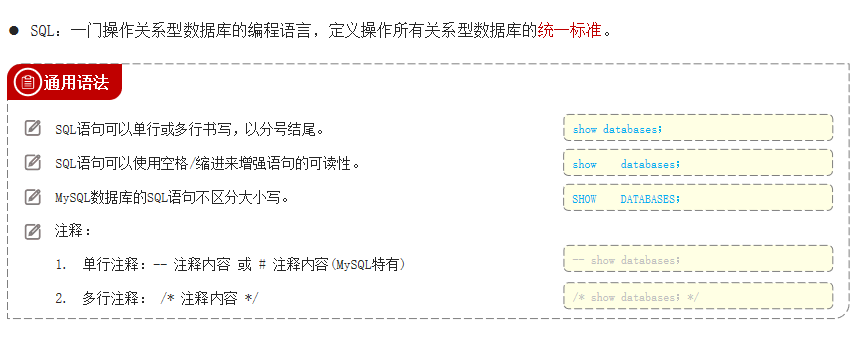 ● SQL：一门操作关系型数据库的编程语言，定义操作所有关系型数据库的统一标准。
通用语法
SQL语句可以单行或多行书写，以分号结尾。
show databases;
SQL语句可以使用空格/缩进来增强语句的可读性。
show    databases;
MySQL数据库的SQL语句不区分大小写。
SHOW    DATABASES;
注释：
1. 单行注释：-- 注释内容 或 # 注释内容(MySQL特有)
-- show databases;
2. 多行注释： /* 注释内容 */
/* show databases; */